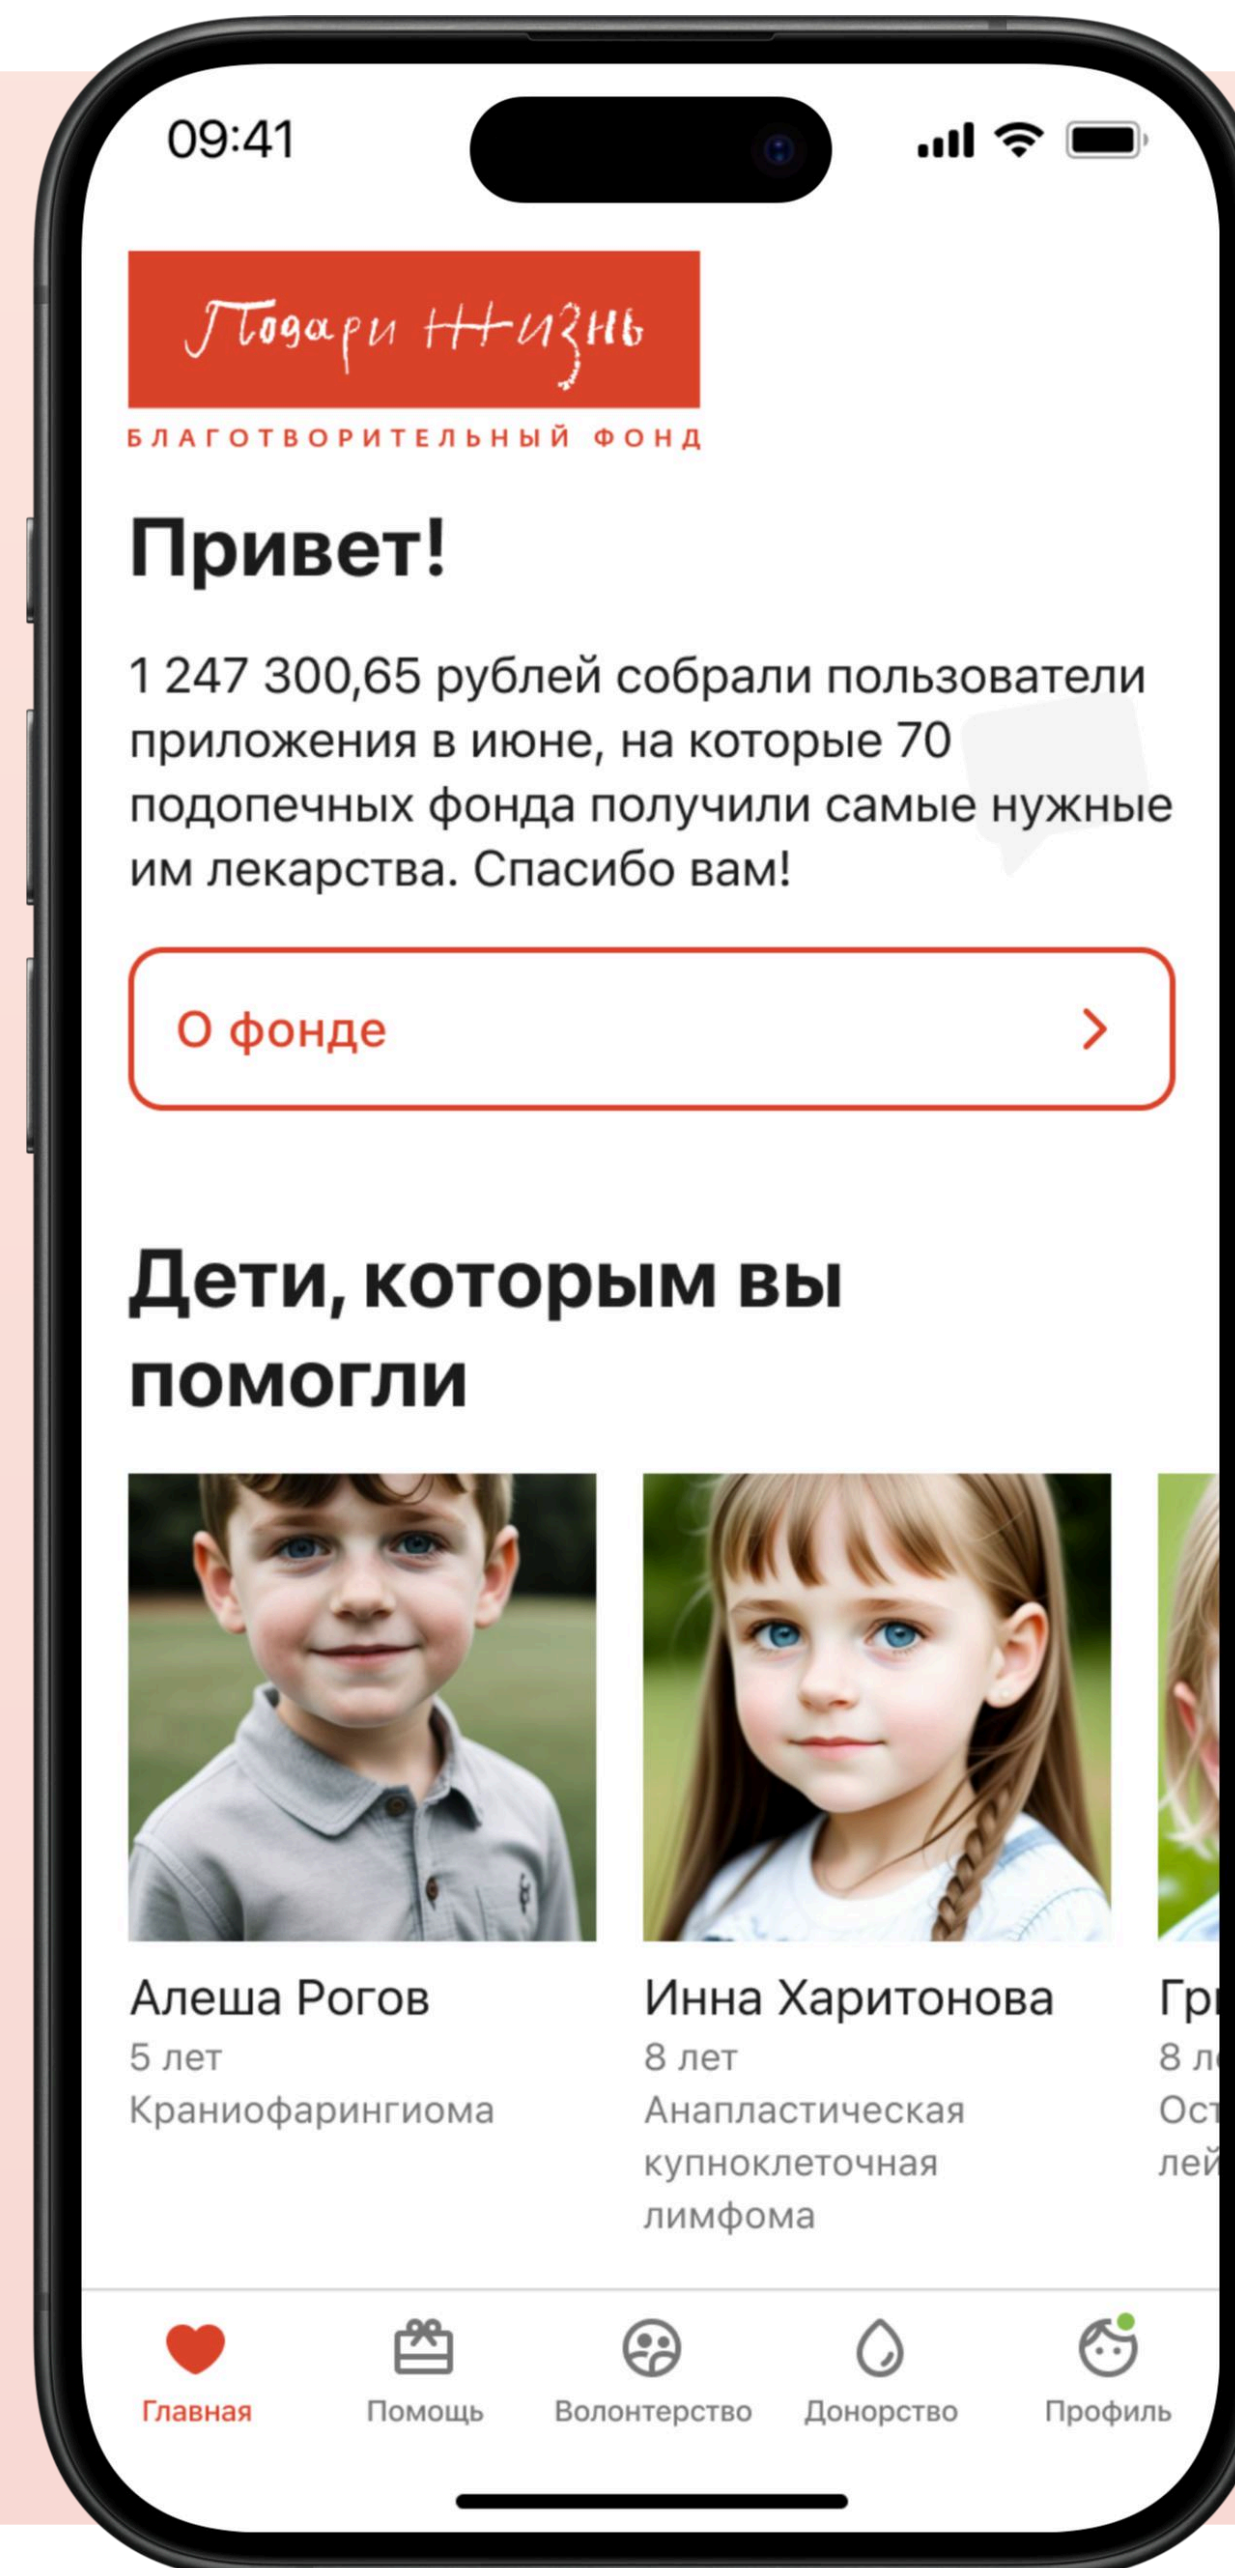 09:41
Подари Жизнь
БЛАГОТВОРИТЕЛЬНЫЙ ФОНД
Привет!
1 247 300,65 рублей собрали пользователи
приложения в июне, на которые 70
подопечных фонда получили самые нужные
им лекарства. Спасибо вам!
О фонде
Дети, которым вы
помогли
Алеша Рогов
5 лет
Краниофарингиома
Инна Харитонова
8 лет
Анапластическая
купноклеточная
лимфома
8
Главная
Помощь
Волонтерство
Донорство
Профиль